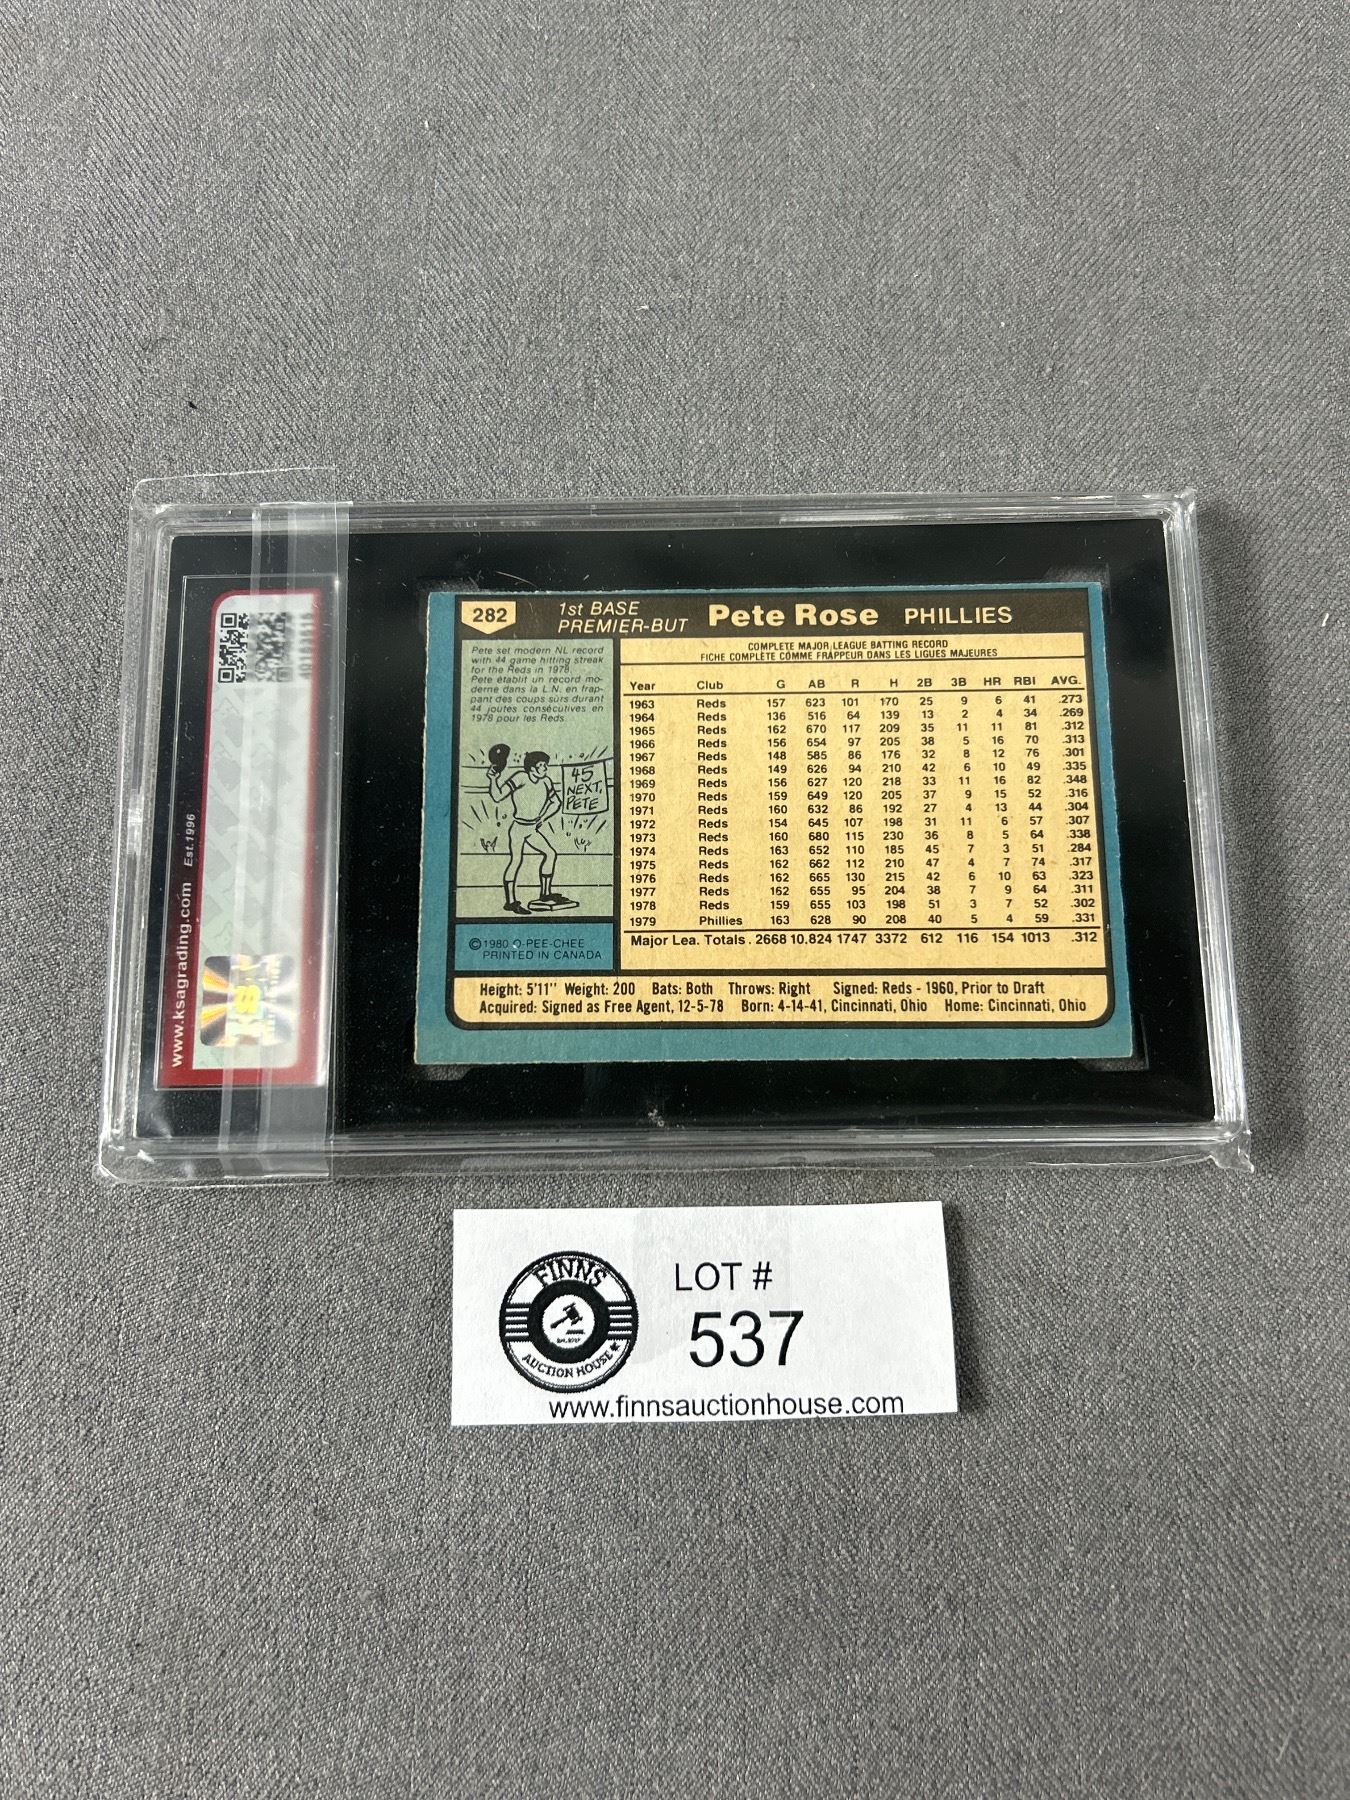 www.ksagrading.com Est.1996
282
1st BASE
PREMIER-BUT
Pete Rose PHILLIES
Pete set modern NL record
with 44 game hitting streak
for the Reds in 1978.
Pete établit un record mo-
derne dans la L.N. en frap-
pant des coups sûrs durant
44 joutes consécutives en
1978 pour les Reds.
45
NEXT,
PETE
©1980 O-PEE-CHEE
PRINTED IN CANADA
COMPLETE MAJOR LEAGUE BATTING RECORD
FICHE COMPLÈTE COMME FRAPPEUR DANS LES LIGUES MAJEURES
Year Club G AB R H 2B 3B HR RBI AVG.
1963 Reds 157 623 101 170 25 9 6 41 .273
1964 Reds 136 516 64 139 13 2 4 34 .269
1965 Reds 162 670 117 209 35 11 11 81 .312
1966 Reds 156 654 97 205 38 5 16 70 .313
1967 Reds 148 585 86 176 32 8 12 76 .301
1968 Reds 149 626 94 210 42 6 10 49 .335
1969 Reds 156 627 120 218 33 11 16 82 .348
1970 Reds 159 649 120 205 37 9 15 52 .316
1971 Reds 160 632 86 192 27 4 13 44 .304
1972 Reds 154 645 107 198 31 11 6 57 .307
1973 Reds 160 680 115 230 36 8 5 64 .338
1974 Reds 163 652 110 185 45 7 3 51 .284
1975 Reds 162 662 112 210 47 4 7 74 .317
1976 Reds 162 665 130 215 42 6 10 63 .323
1977 Reds 162 655 95 204 38 7 9 64 .311
1978 Reds 159 655 103 198 51 3 7 52 .302
1979 Phillies 163 628 90 208 40 5 4 59 .331
Major Lea. Totals . 2668 10.824 1747 3372 612 116 154 1013 .312
Height: 5'11" Weight: 200 Bats: Both Throws: Right Signed: Reds - 1960, Prior to Draft
Acquired: Signed as Free Agent, 12-5-78 Born: 4-14-41, Cincinnati, Ohio Home: Cincinnati, Ohio
FINNS
AUCTION HOUSE
LOT #
537
www.finnsauctionhouse.com